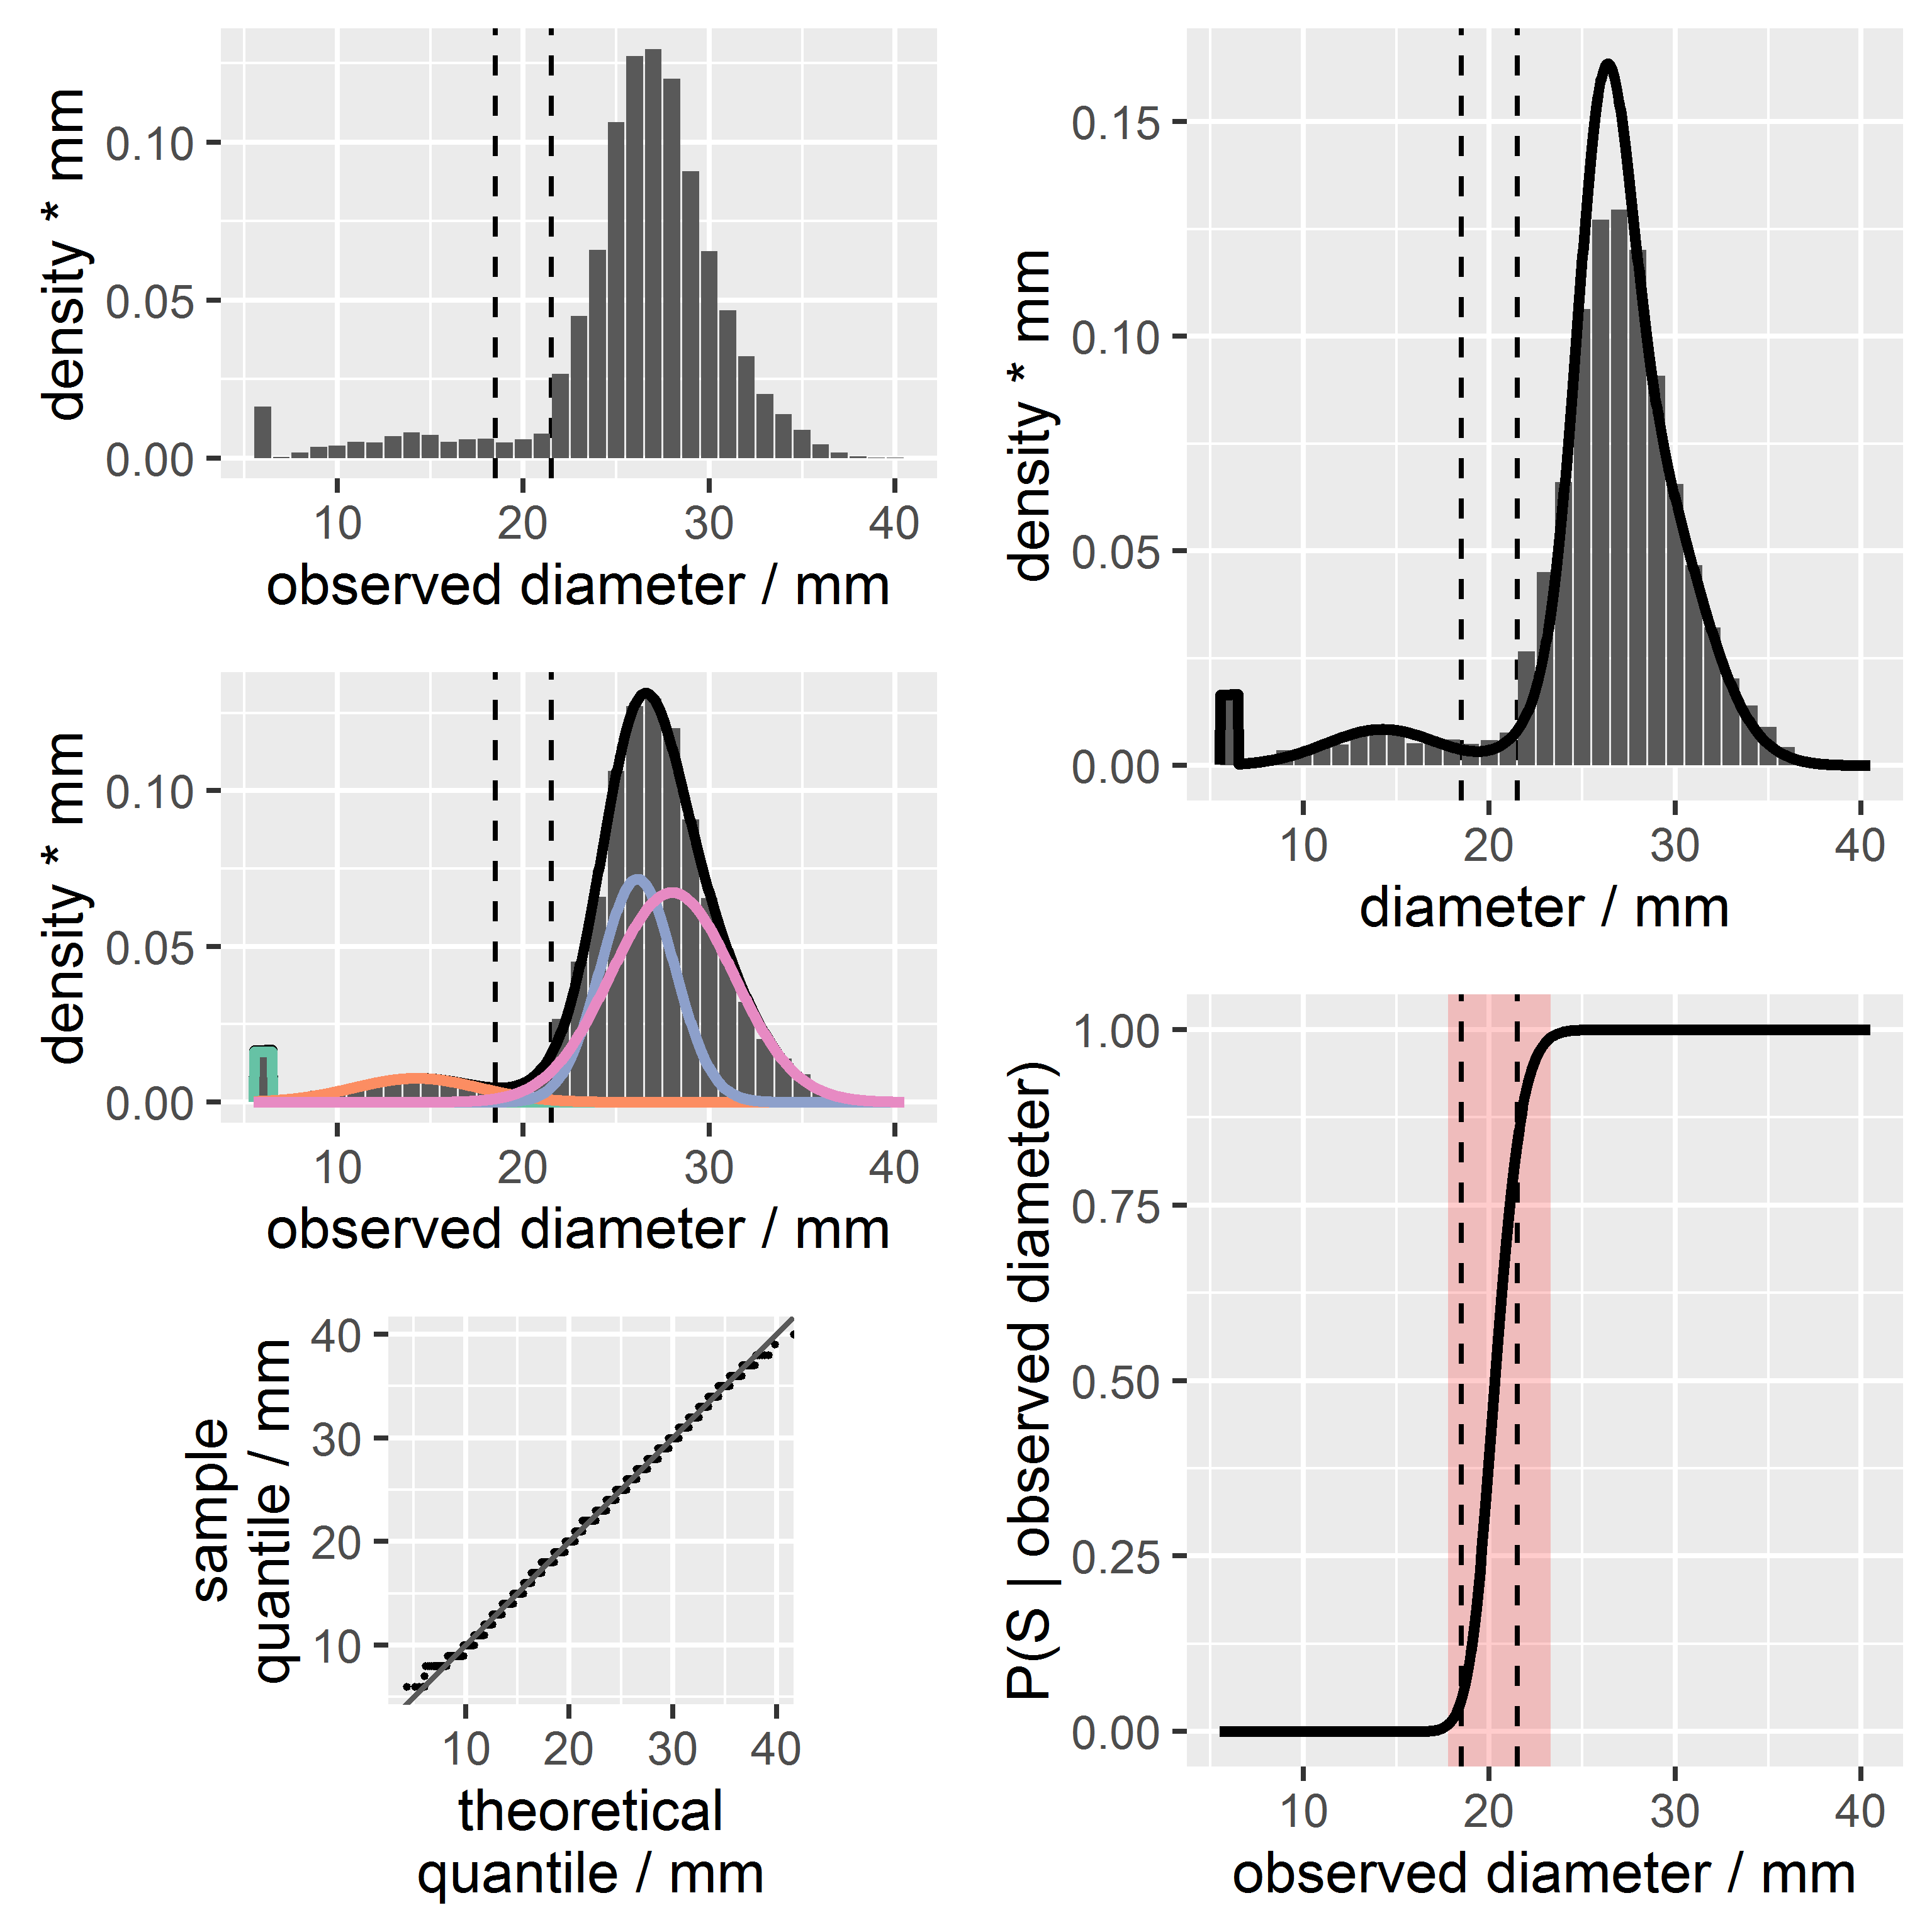 density * mm
0.10
0.05
0.00
10 20 30 40
observed diameter / mm
density * mm
0.10
0.05
0.00
10 20 30 40
observed diameter / mm
sample
quantile / mm
40
30
20
10
10 20 30 40
theoretical
quantile / mm
density * mm
0.15
0.10
0.05
0.00
10 20 30 40
diameter / mm
P(S | observed diameter)
1.00
0.75
0.50
0.25
0.00
10 20 30 40
observed diameter / mm